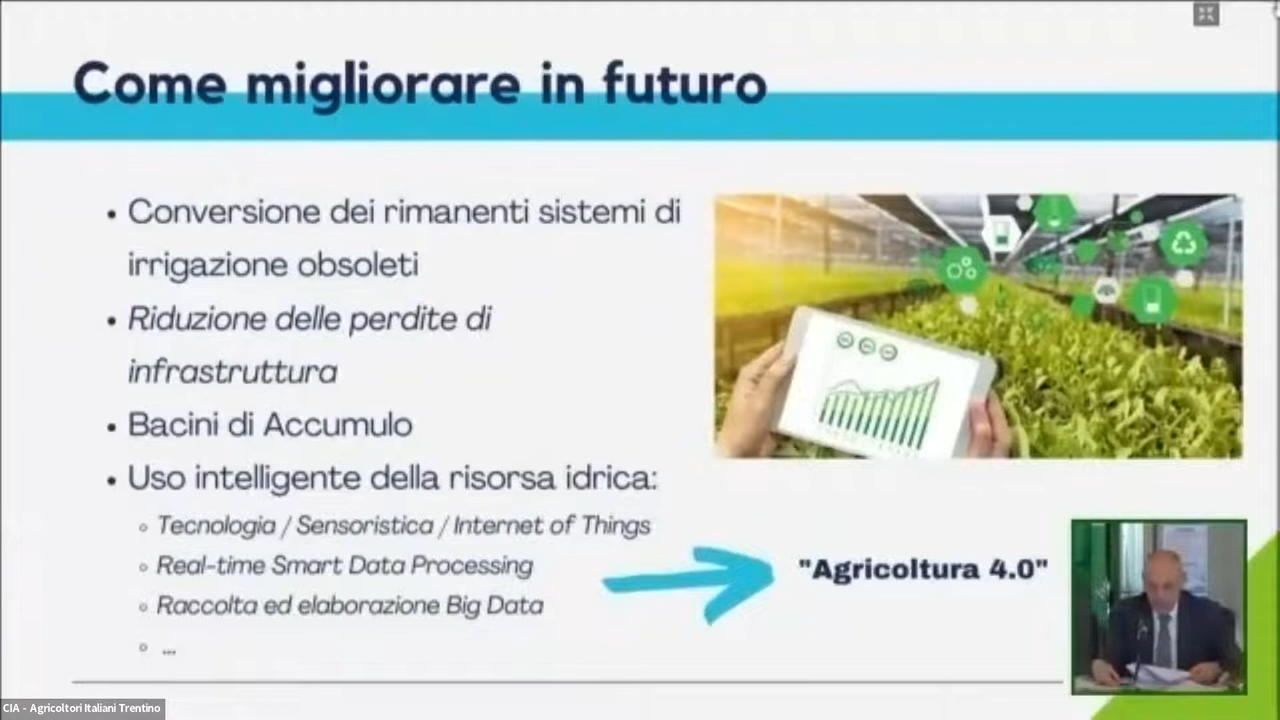 Come migliorare in futuro
• Conversione dei rimanenti sistemi di
irrigazione obsoleti
• Riduzione delle perdite di
infrastruttura
• Bacini di Accumulo
• Uso intelligente della risorsa idrica:
◦ Tecnologia / Sensoristica / Internet of Things
◦ Real-time Smart Data Processing
◦ Raccolta ed elaborazione Big Data
◦ ...
"Agricoltura 4.0"
CIA - Agricoltori Italiani Trentino